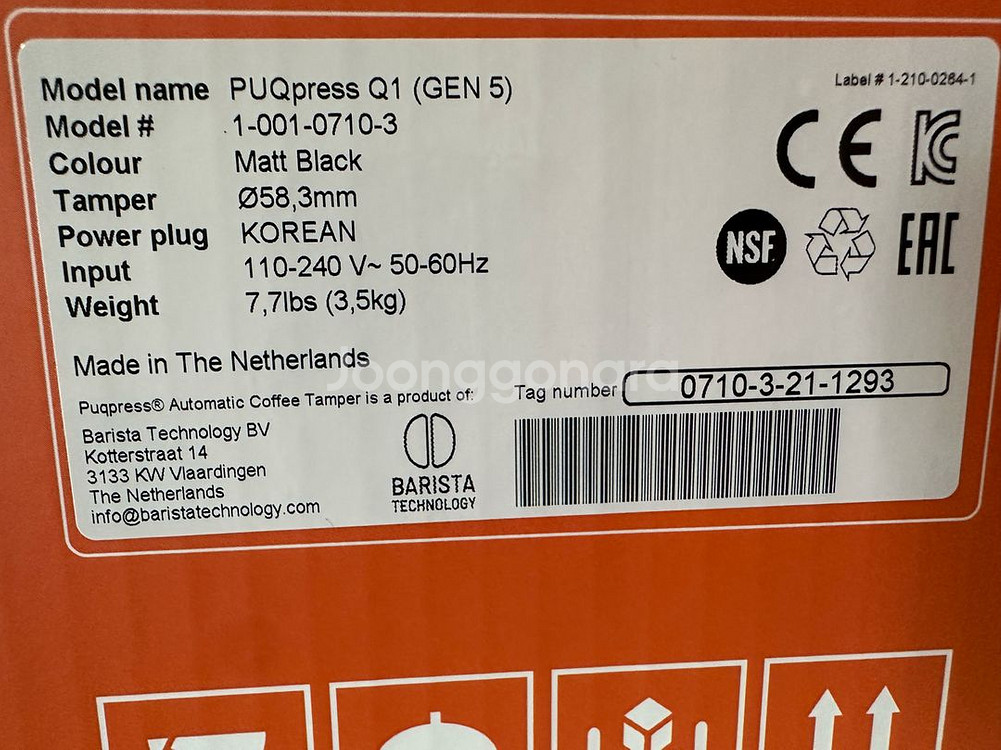 Label # 1-210-0264-1
Model name PUQpress Q1 (GEN 5)
Model # 1-001-0710-3
Colour Matt Black
Tamper Ø58,3mm
Power plug KOREAN
Input 110-240 V~ 50-60Hz
Weight 7,7lbs (3,5kg)
CE KC
NSF EAC
Made in The Netherlands
Joonggonara
Tag number 0710-3-21-1293
Puqpress® Automatic Coffee Tamper is a product of:
Barista Technology BV
Kotterstraat 14
3133 KW Vlaardingen
The Netherlands
info@baristatechnology.com
BARISTA
TECHNOLOGY